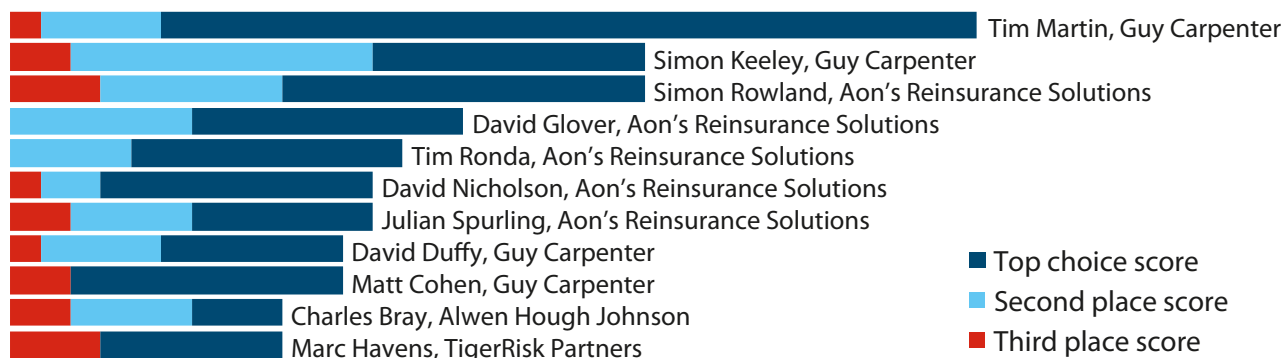 Tim Martin, Guy Carpenter
Simon Keeley, Guy Carpenter
Simon Rowland, Aon’s Reinsurance Solutions
David Glover, Aon’s Reinsurance Solutions
Tim Ronda, Aon’s Reinsurance Solutions
David Nicholson, Aon’s Reinsurance Solutions
Julian Spurling, Aon’s Reinsurance Solutions
David Duffy, Guy Carpenter
Matt Cohen, Guy Carpenter
Charles Bray, Alwen Hough Johnson
Marc Havens, TigerRisk Partners
Top choice score
Second place score
Third place score